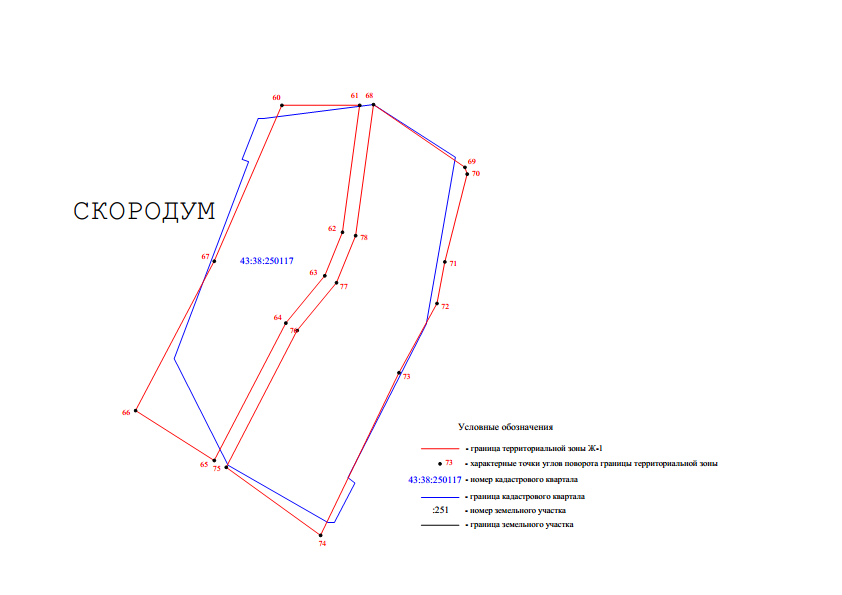 60
61 68
69
70
СКОРОДУМ
62
78
67
43:38:250117
71
63
77
72
64
76
73
66
65
75
74
Условные обозначения
- граница территориальной зоны Ж-1
73 - характерные точки углов поворота границы территориальной зоны
43:38:250117 - номер кадастрового квартала
- граница кадастрового квартала
:251 - номер земельного участка
- граница земельного участка